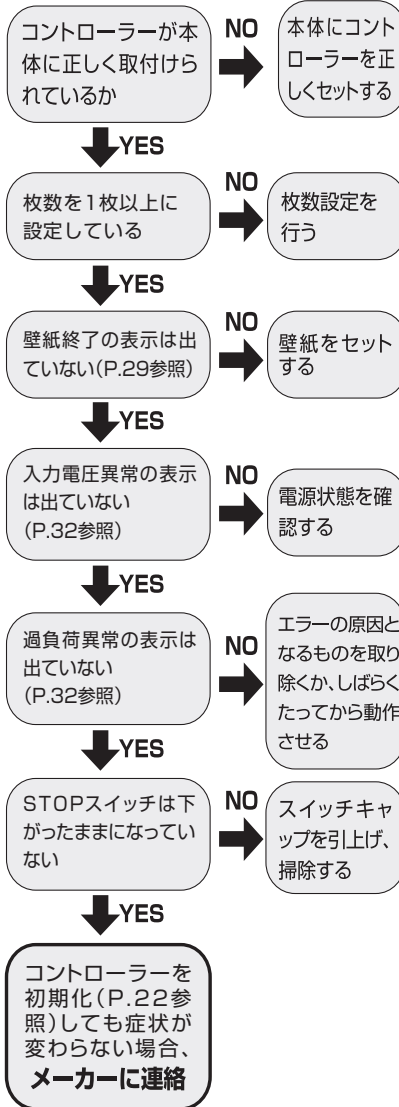 コントローラーが本
体に正しく取付けら
れているか
NO
本体にコント
ローラーを正
しくセットする
YES
枚数を1枚以上に
設定している
NO
枚数設定を
行う
YES
壁紙終了の表示は出
ていない(P.29参照)
NO
壁紙をセット
する
YES
入力電圧異常の表示
は出ていない
(P.32参照)
NO
電源状態を確
認する
YES
過負荷異常の表示は
出ていない
(P.32参照)
NO
エラーの原因と
なるものを取り
除くか、しばらく
たってから動作
させる
YES
STOPスイッチは下
がったままになってい
ない
NO
スイッチキャ
ップを引上げ、
掃除する
YES
コントローラーを
初期化(P.22参
照)しても症状が
変わらない場合、
メーカーに連絡